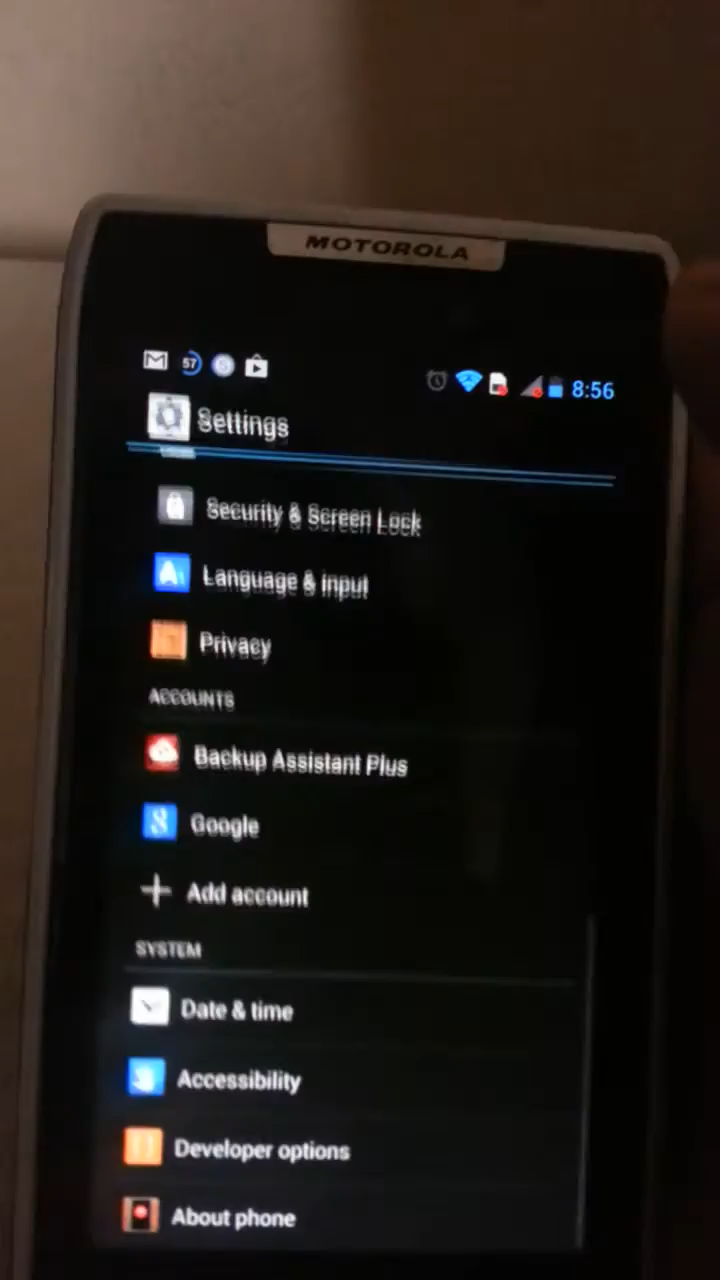 MOTOROLA
57
8:56
Settings
Security & Screen Lock
Language & input
Privacy
ACCOUNTS
Backup Assistant Plus
Google
Add account
SYSTEM
Date & time
Accessibility
Developer options
About phone